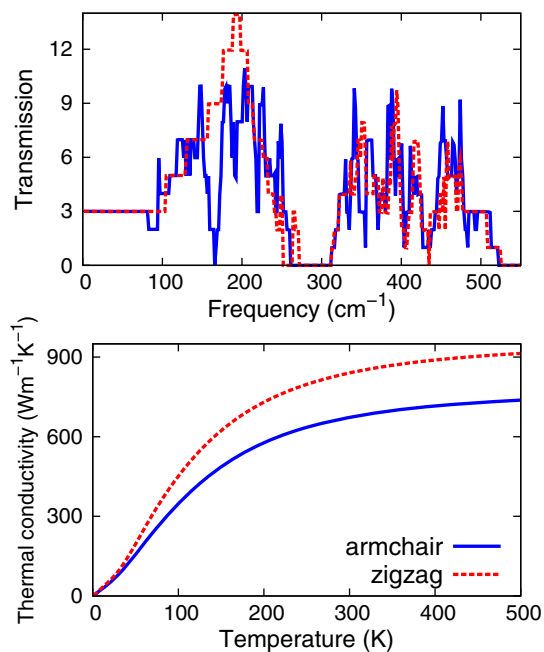 Transmission
12
9
6
3
0
0 100 200 300 400 500
Frequency (cm⁻¹)
Thermal conductivity (Wm⁻¹K⁻¹)
900
600
300
0
armchair
zigzag
0 100 200 300 400 500
Temperature (K)